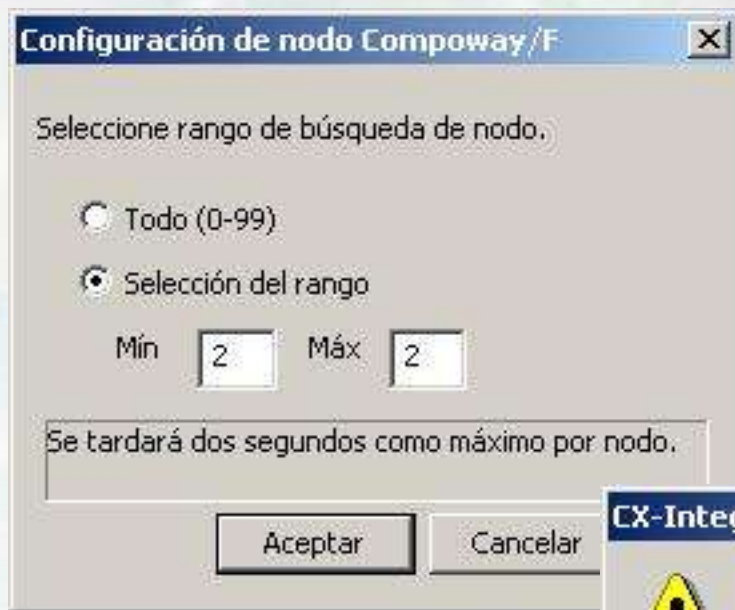 Configuración de nodo Compoway/F
Seleccione rango de búsqueda de nodo.
Todo (0-99)
Selección del rango
Mín 2 Máx 2
Se tardará dos segundos como máximo por nodo.
Aceptar Cancelar